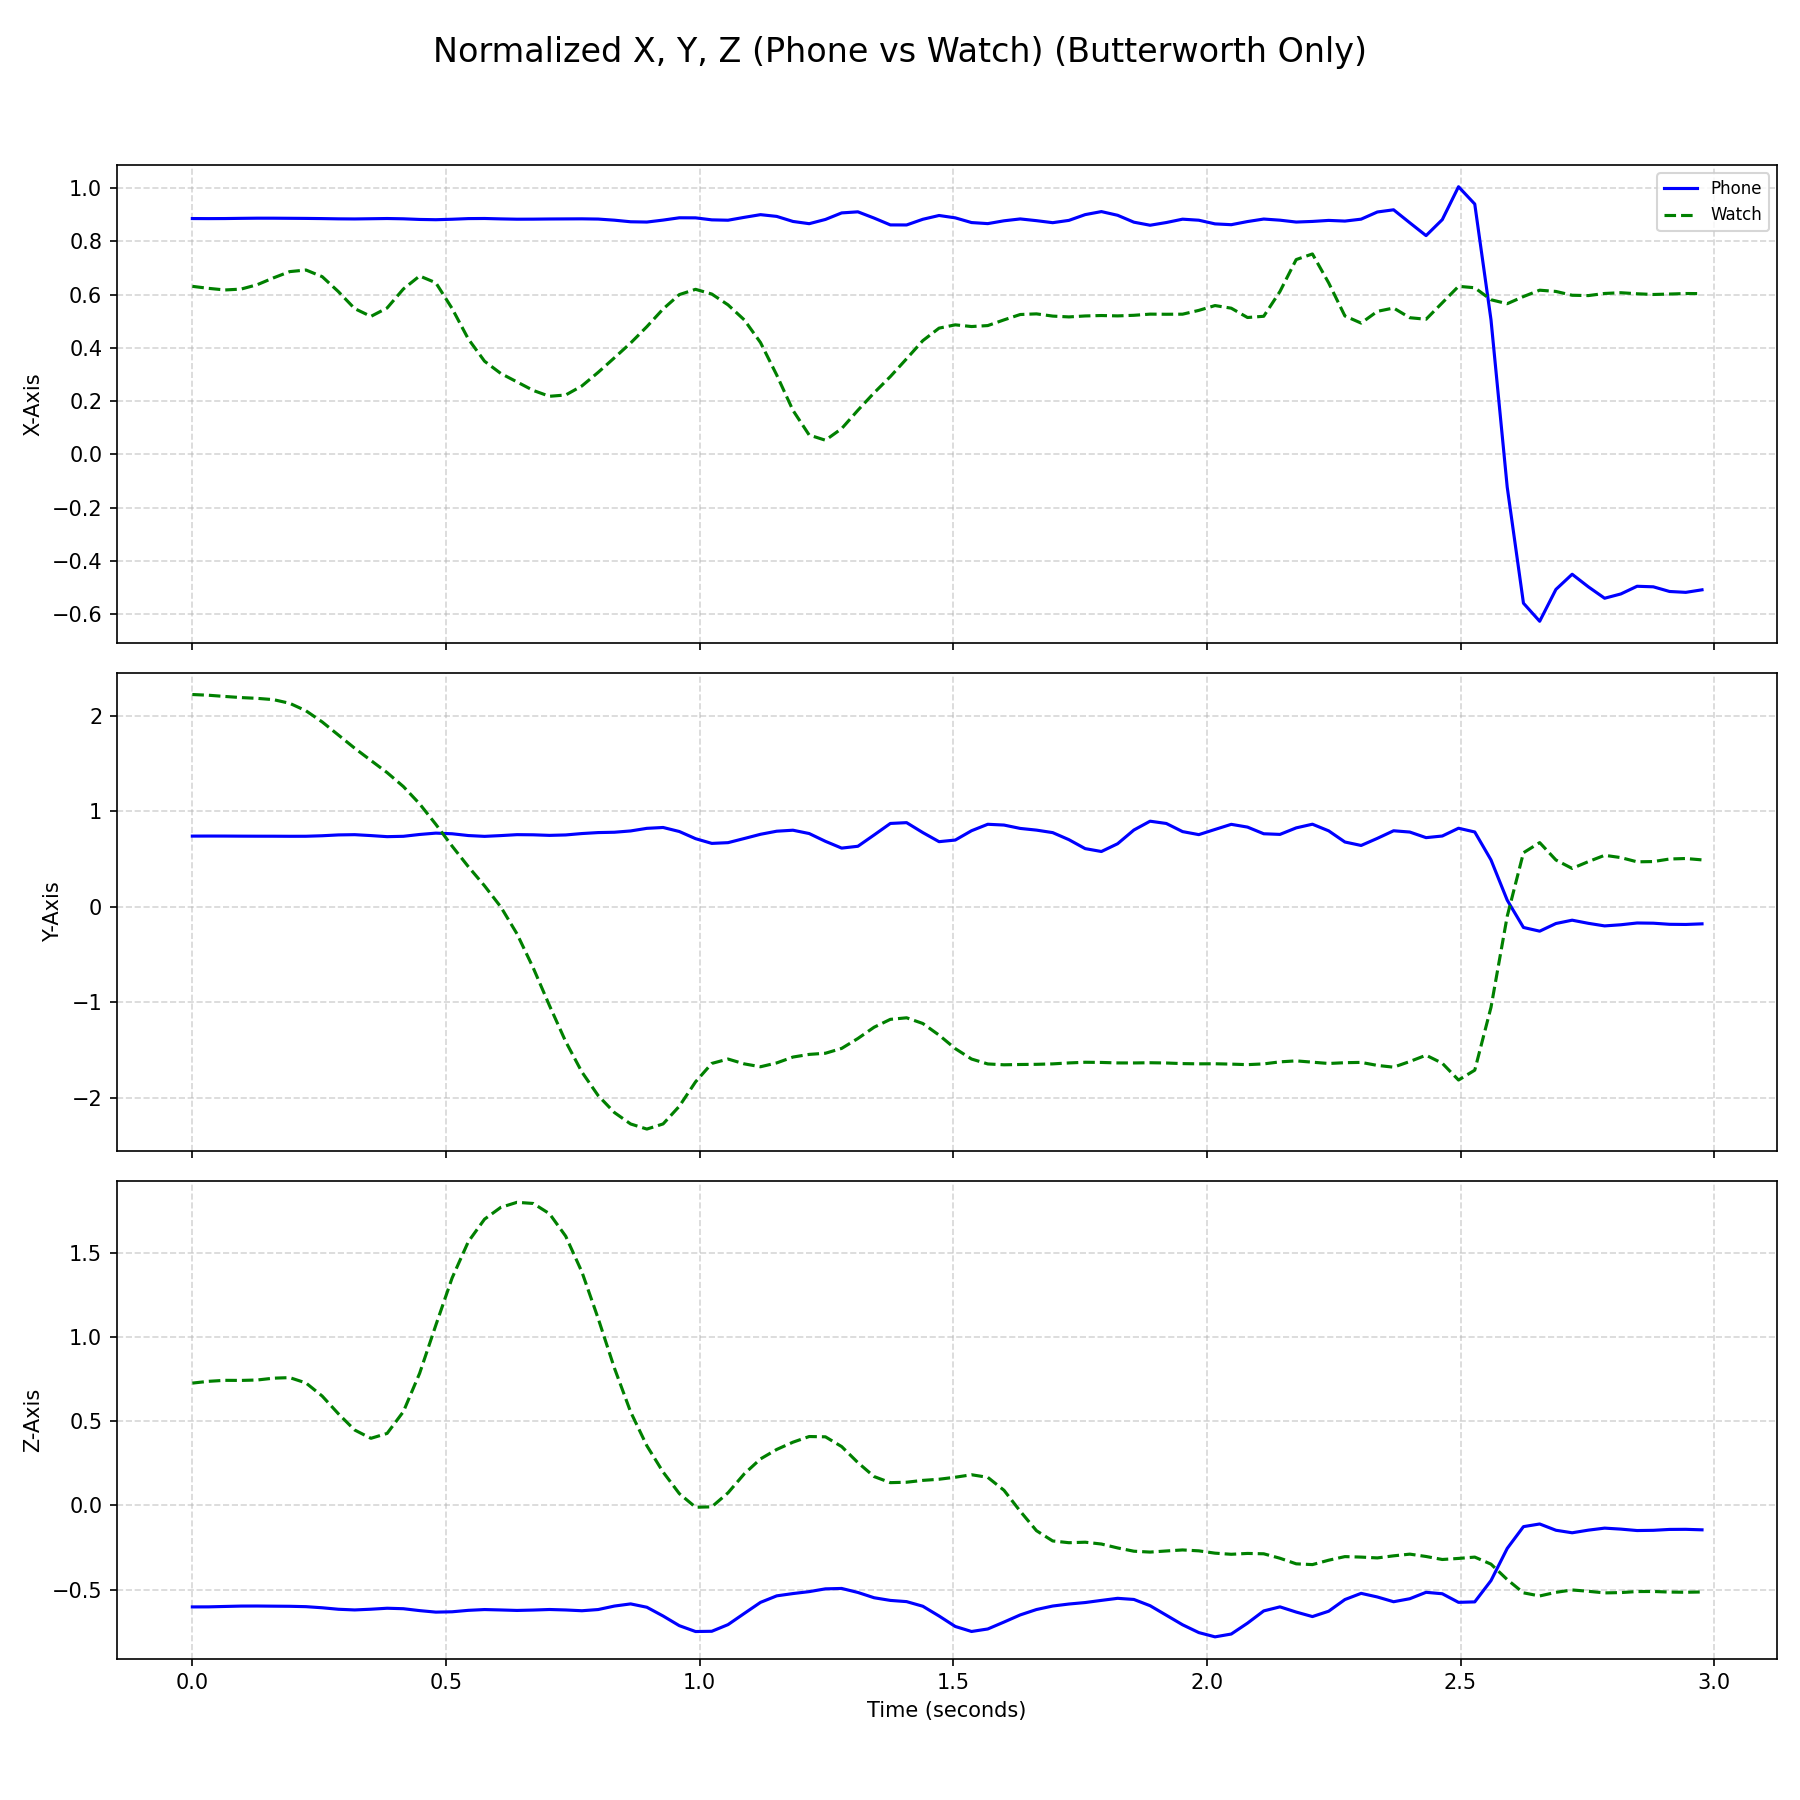 Normalized X, Y, Z (Phone vs Watch) (Butterworth Only)
Phone
Watch
X-Axis
1.0
0.8
0.6
0.4
0.2
0.0
−0.2
−0.4
−0.6
Y-Axis
2
1
0
−1
−2
Z-Axis
1.5
1.0
0.5
0.0
−0.5
0.0 0.5 1.0 1.5 2.0 2.5 3.0
Time (seconds)